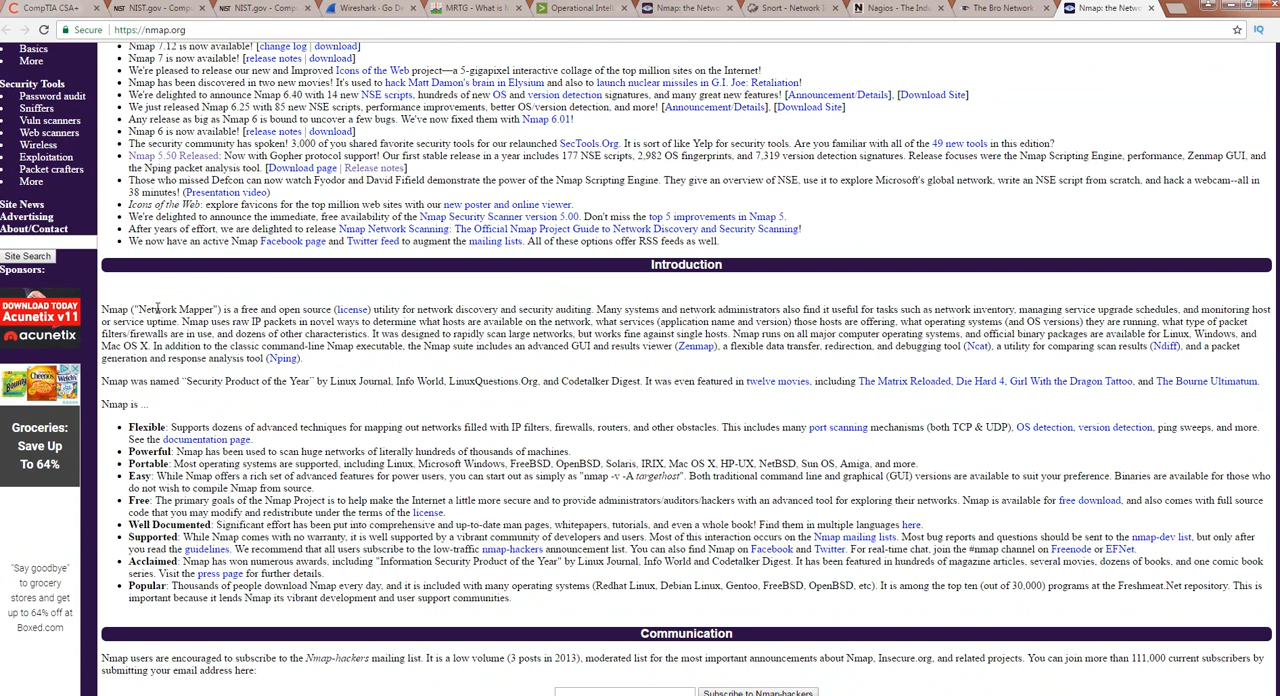 CompTIA CSA+
NIST.gov - Compu
NIST.gov - Compu
Wireshark - Go De
MRTG - What is M
Operational Intelli
Nmap: the Netwo
Snort - Network I
Nagios - The Indu
The Bro Network
Nmap: the Netwo
Secure
https://nmap.org
Basics
More
Security Tools
Password audit
Sniffers
Vuln scanners
Web scanners
Wireless
Exploitation
Packet crafters
More
Site News
Advertising
About/Contact
Site Search
Sponsors:
DOWNLOAD TODAY
Acunetix v11
acunetix
Groceries:
Save Up
To 64%
"Say goodbye"
to grocery
stores and get
up to 64% off at
Boxed.com
Nmap 7.12 is now available! [change log | download]
Nmap 7 is now available! [release notes | download]
We're pleased to release our new and Improved Icons of the Web project—a 5-gigapixel interactive collage of the top million sites on the Internet!
Nmap has been discovered in two new movies! It's used to hack Matt Damon's brain in Elysium and also to launch nuclear missiles in G.I. Joe: Retaliation!
We're delighted to announce Nmap 6.40 with 14 new NSE scripts, hundreds of new OS and version detection signatures, and many great new features! [Announcement/Details], [Download Site]
We just released Nmap 6.25 with 85 new NSE scripts, performance improvements, better OS/version detection, and more! [Announcement/Details], [Download Site]
Any release as big as Nmap 6 is bound to uncover a few bugs. We've now fixed them with Nmap 6.01!
Nmap 6 is now available! [release notes | download]
The security community has spoken! 3,000 of you shared favorite security tools for our relaunched SecTools.Org. It is sort of like Yelp for security tools. Are you familiar with all of the 49 new tools in this edition?
Nmap 5.50 Released: Now with Gopher protocol support! Our first stable release in a year includes 177 NSE scripts, 2,982 OS fingerprints, and 7,319 version detection signatures. Release focuses were the Nmap Scripting Engine, performance, Zenmap GUI, and
the Nping packet analysis tool. [Download page | Release notes]
Those who missed Defcon can now watch Fyodor and David Fifield demonstrate the power of the Nmap Scripting Engine. They give an overview of NSE, use it to explore Microsoft's global network, write an NSE script from scratch, and hack a webcam--all in
38 minutes! (Presentation video)
Icons of the Web: explore favicons for the top million web sites with our new poster and online viewer.
We're delighted to announce the immediate, free availability of the Nmap Security Scanner version 5.00. Don't miss the top 5 improvements in Nmap 5.
After years of effort, we are delighted to release Nmap Network Scanning: The Official Nmap Project Guide to Network Discovery and Security Scanning!
We now have an active Nmap Facebook page and Twitter feed to augment the mailing lists. All of these options offer RSS feeds as well.
Introduction
Nmap ("Network Mapper") is a free and open source (license) utility for network discovery and security auditing. Many systems and network administrators also find it useful for tasks such as network inventory, managing service upgrade schedules, and monitoring host
or service uptime. Nmap uses raw IP packets in novel ways to determine what hosts are available on the network, what services (application name and version) those hosts are offering, what operating systems (and OS versions) they are running, what type of packet
filters/firewalls are in use, and dozens of other characteristics. It was designed to rapidly scan large networks, but works fine against single hosts. Nmap runs on all major computer operating systems, and official binary packages are available for Linux, Windows, and
Mac OS X. In addition to the classic command-line Nmap executable, the Nmap suite includes an advanced GUI and results viewer (Zenmap), a flexible data transfer, redirection, and debugging tool (Ncat), a utility for comparing scan results (Ndiff), and a packet
generation and response analysis tool (Nping).
Nmap was named “Security Product of the Year” by Linux Journal, Info World, LinuxQuestions.Org, and Codetalker Digest. It was even featured in twelve movies, including The Matrix Reloaded, Die Hard 4, Girl With the Dragon Tattoo, and The Bourne Ultimatum.
Nmap is ...
Flexible: Supports dozens of advanced techniques for mapping out networks filled with IP filters, firewalls, routers, and other obstacles. This includes many port scanning mechanisms (both TCP & UDP), OS detection, version detection, ping sweeps, and more.
See the documentation page.
Powerful: Nmap has been used to scan huge networks of literally hundreds of thousands of machines.
Portable: Most operating systems are supported, including Linux, Microsoft Windows, FreeBSD, OpenBSD, Solaris, IRIX, Mac OS X, HP-UX, NetBSD, Sun OS, Amiga, and more.
Easy: While Nmap offers a rich set of advanced features for power users, you can start out as simply as "nmap -v -A targethost". Both traditional command line and graphical (GUI) versions are available to suit your preference. Binaries are available for those who
do not wish to compile Nmap from source.
Free: The primary goals of the Nmap Project is to help make the Internet a little more secure and to provide administrators/auditors/hackers with an advanced tool for exploring their networks. Nmap is available for free download, and also comes with full source
code that you may modify and redistribute under the terms of the license.
Well Documented: Significant effort has been put into comprehensive and up-to-date man pages, whitepapers, tutorials, and even a whole book! Find them in multiple languages here.
Supported: While Nmap comes with no warranty, it is well supported by a vibrant community of developers and users. Most of this interaction occurs on the Nmap mailing lists. Most bug reports and questions should be sent to the nmap-dev list, but only after
you read the guidelines. We recommend that all users subscribe to the low-traffic nmap-hackers announcement list. You can also find Nmap on Facebook and Twitter. For real-time chat, join the #nmap channel on Freenode or EFNet.
Acclaimed: Nmap has won numerous awards, including "Information Security Product of the Year" by Linux Journal, Info World and Codetalker Digest. It has been featured in hundreds of magazine articles, several movies, dozens of books, and one comic book
series. Visit the press page for further details.
Popular: Thousands of people download Nmap every day, and it is included with many operating systems (Redhat Linux, Debian Linux, Gentoo, FreeBSD, OpenBSD, etc). It is among the top ten (out of 30,000) programs at the Freshmeat.Net repository. This is
important because it lends Nmap its vibrant development and user support communities.
Communication
Nmap users are encouraged to subscribe to the Nmap-hackers mailing list. It is a low volume (3 posts in 2013), moderated list for the most important announcements about Nmap, Insecure.org, and related projects. You can join more than 111,000 current subscribers by
submitting your email address here:
Subscribe to Nmap-hackers